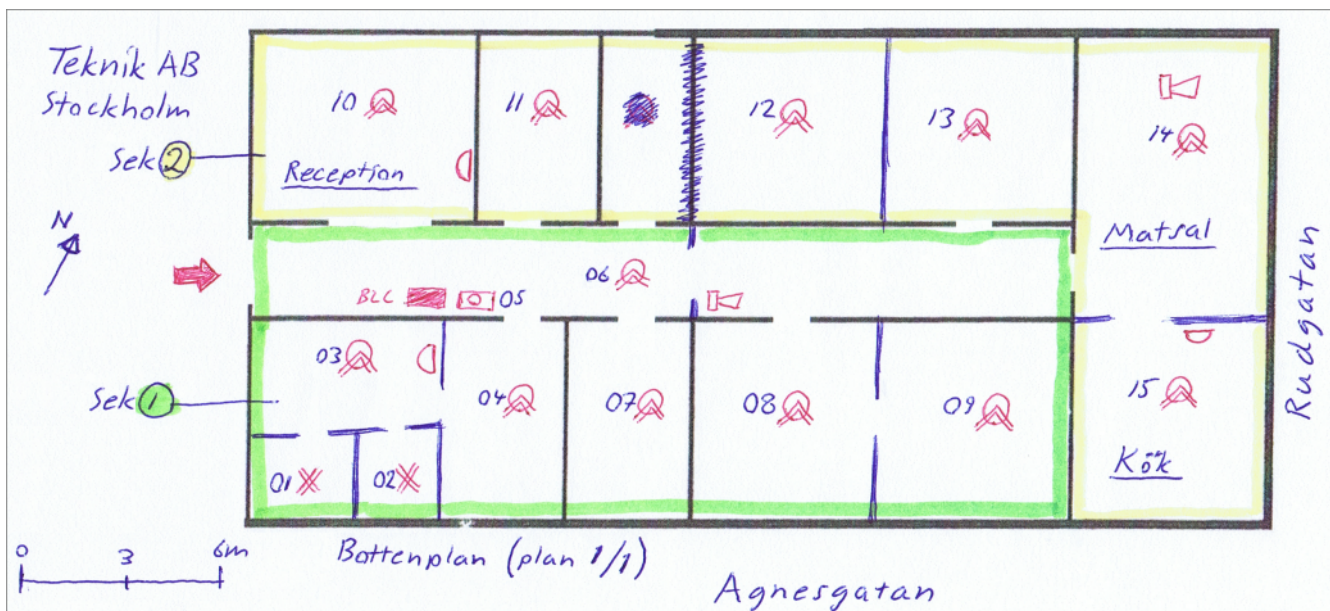 Teknik AB
Stockholm
Sek 2
10
11
12
13
14
Reception
Matsal
N
06
BLC
05
03
04
07
08
09
15
Sek 1
01
02
Kök
Rudgatan
0 3 6m
Bottenplan (plan 1/1)
Agnesgatan